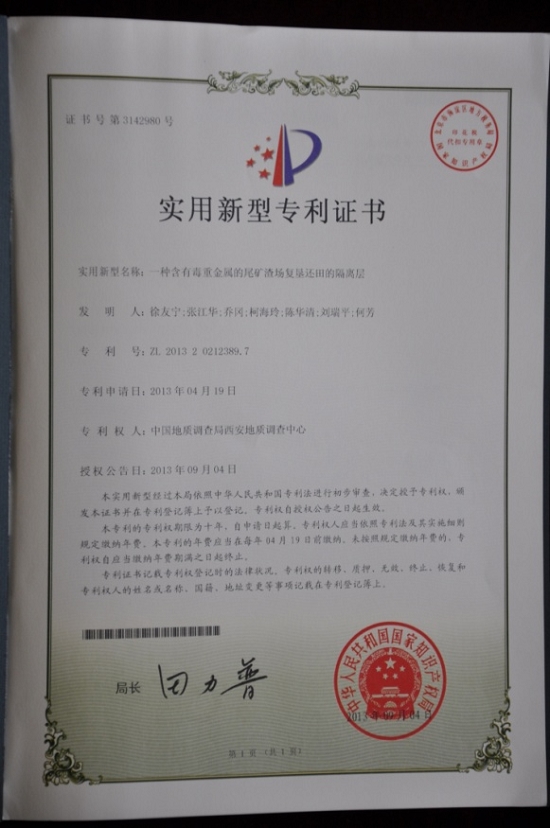 证书号第3142980号
实用新型专利证书
实用新型名称：一种含有毒重金属的尾矿渣场复垦还田的隔离层
发明人：徐友宁;张江华;乔冈;柯海玲;陈华清;刘瑞平;何芳
专利号：ZL 2013 2 0212389.7
专利申请日：2013年04月19日
专利权人：中国地质调查局西安地质调查中心
授权公告日：2013年09月04日
本实用新型经过本局依照中华人民共和国专利法进行初步审查，决定授予专利权，颁
发本证书并在专利登记簿上予以登记。专利权自授权公告之日起生效。
本专利的专利权期限为十年，自申请日起算。专利权人应当依照专利法及其实施细则
规定缴纳年费。本专利的年费应当在每年04月19日前缴纳。未按照规定缴纳年费的，专
利权自应当缴纳年费期满之日起终止。
专利证书记载专利权登记时的法律状况。专利权的转移、质押、无效、终止、恢复和
专利权人的姓名或名称、国籍、地址变更等事项记载在专利登记簿上。
局长 田力普
中华人民共和国国家知识产权局
2013年09月04日
第1页（共1页）